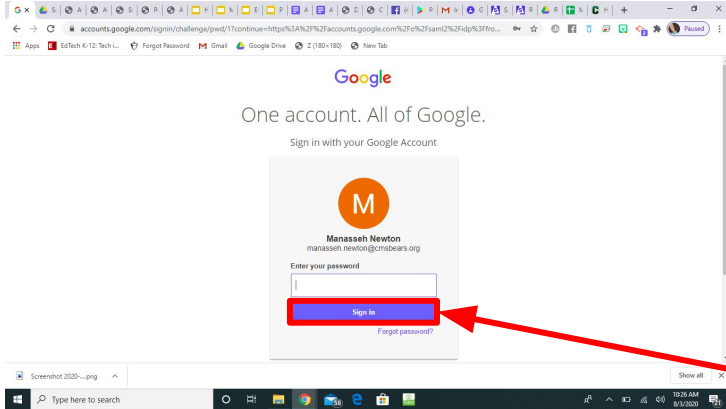 accounts.google.com/signin/challenge/pwd/1?continue=https%3A%2F%2Faccounts.google.com%2Fo%2Fsaml2%2Fidp%3Ffro...
Paused
Apps EdTech K-12: Tech i... Forgot Password Gmail Google Drive Z (180×180) New Tab
Google
One account. All of Google.
Sign in with your Google Account
M
Manasseh Newton
manasseh.newton@cmsbears.org
Enter your password
Sign in
Forgot password?
Screenshot 2020-....png
Show all
Type here to search
10:26 AM
8/3/2020